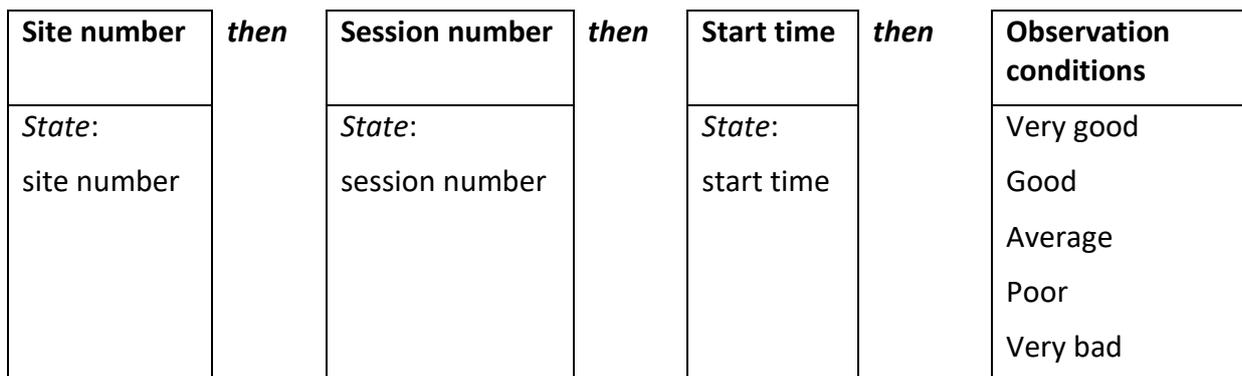 Site number then Session number then Start time then Observation
conditions
State: State: State: Very good
site number session number start time Good
Average
Poor
Very bad